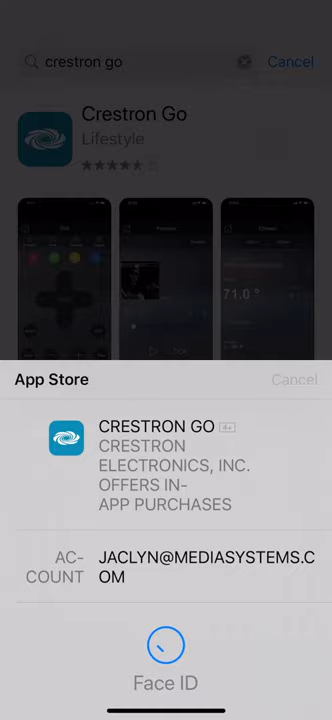 crestron go
Cancel
Crestron Go
Lifestyle
71.0 °
App Store
Cancel
CRESTRON GO 4+
CRESTRON
ELECTRONICS, INC.
OFFERS IN-
APP PURCHASES
AC-
COUNT
JACLYN@MEDIASYSTEMS.C
OM
Face ID